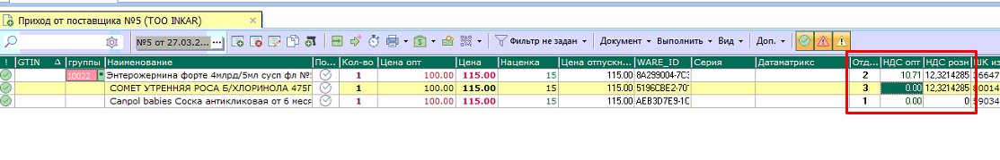 Приход от поставщика №5 (ТОО INKAR) ×
№5 от 27.03.2... ... Фильтр не задан Документ Выполнить Вид Доп.
! GTIN Δ группы Наименование По... Кол-во Цена опт Цена Наценка Цена отпускн... WARE_ID Серия Датаматрикс Отд... НДС опт НДС розн ШК из
10022 * Энтерожермина форте 4млрд/5мл сусп фл №1 1 100.00 115.00 15 115.00 8A299004-7C3 2 10.71 12,3214285 36647
СОМЕТ УТРЕННЯЯ РОСА Б/ХЛОРИНОЛА 475Г 1 100.00 115.00 15 115.00 5196CBE2-70 3 0.00 12,3214285 80014
Canpol babies Соска антиколиковая от 6 меся 1 100.00 115.00 15 115.00 AEB3D7E9-1C 1 0.00 0 59034